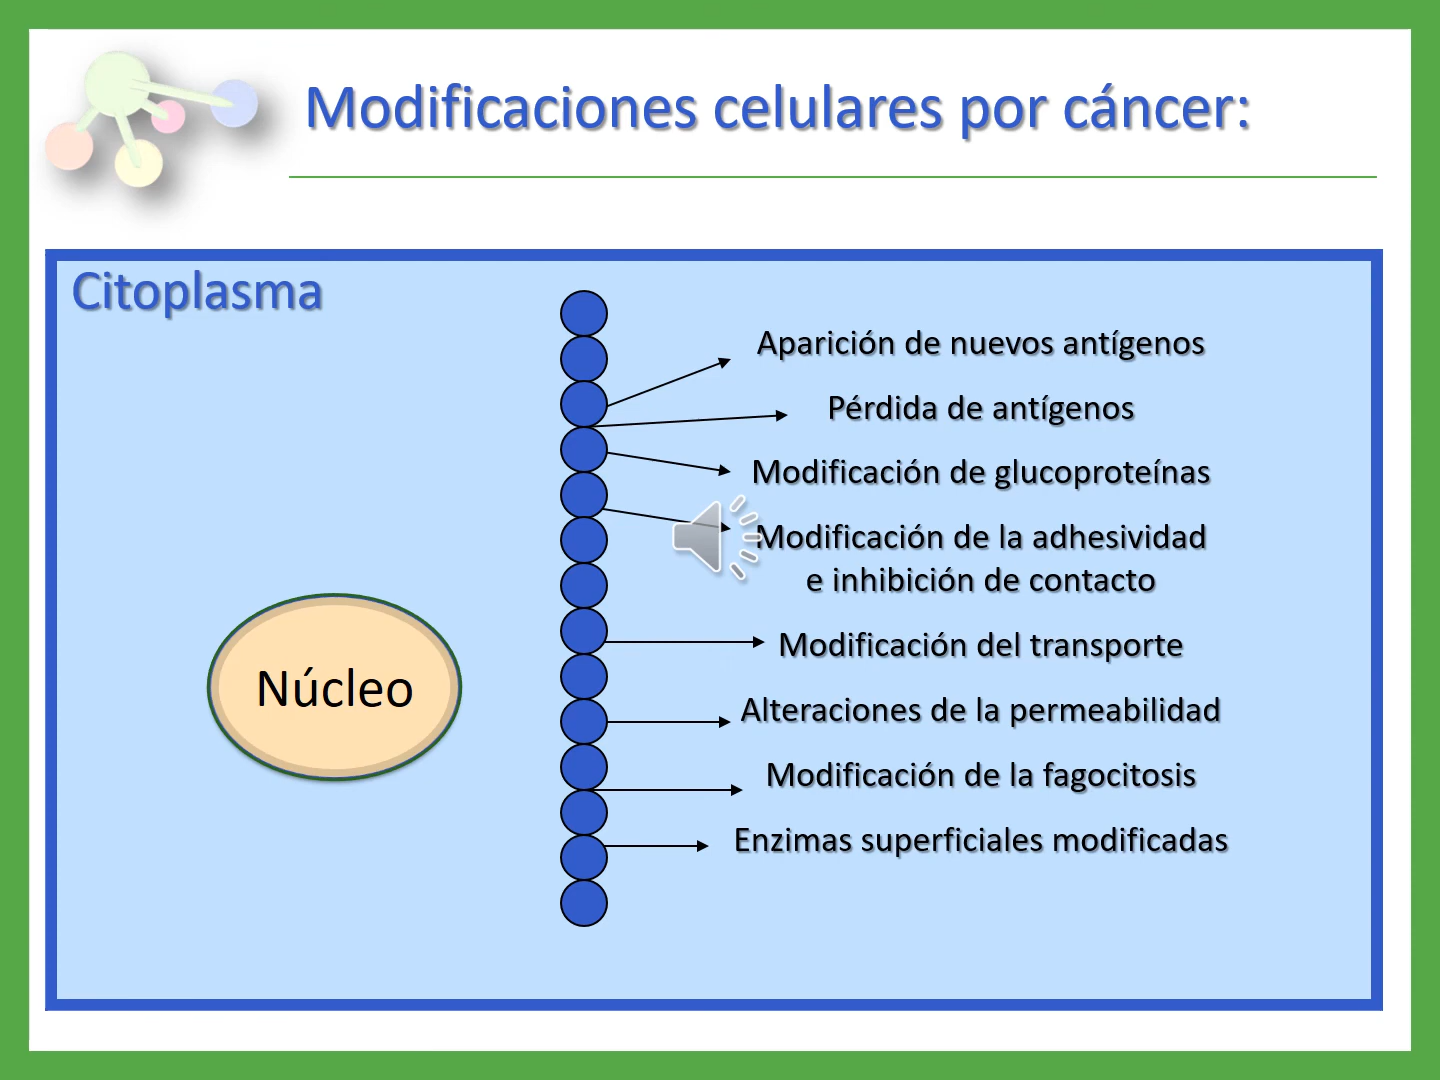 Modificaciones celulares por cáncer:
Citoplasma
Aparición de nuevos antígenos
Pérdida de antígenos
Modificación de glucoproteínas
Modificación de la adhesividad
e inhibición de contacto
Modificación del transporte
Núcleo
Alteraciones de la permeabilidad
Modificación de la fagocitosis
Enzimas superficiales modificadas